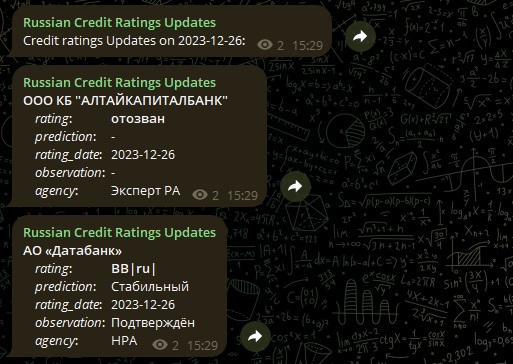 Russian Credit Ratings Updates
Credit ratings Updates on 2023-12-26: 2 15:29
Russian Credit Ratings Updates
ООО КБ "АЛТАЙКАПИТАЛБАНК"
rating: отозван
prediction: -
rating_date: 2023-12-26
observation: -
agency: Эксперт РА 2 15:29
Russian Credit Ratings Updates
АО «Датабанк»
rating: BB|ru|
prediction: Стабильный
rating_date: 2023-12-26
observation: Подтверждён
agency: НРА 2 15:29